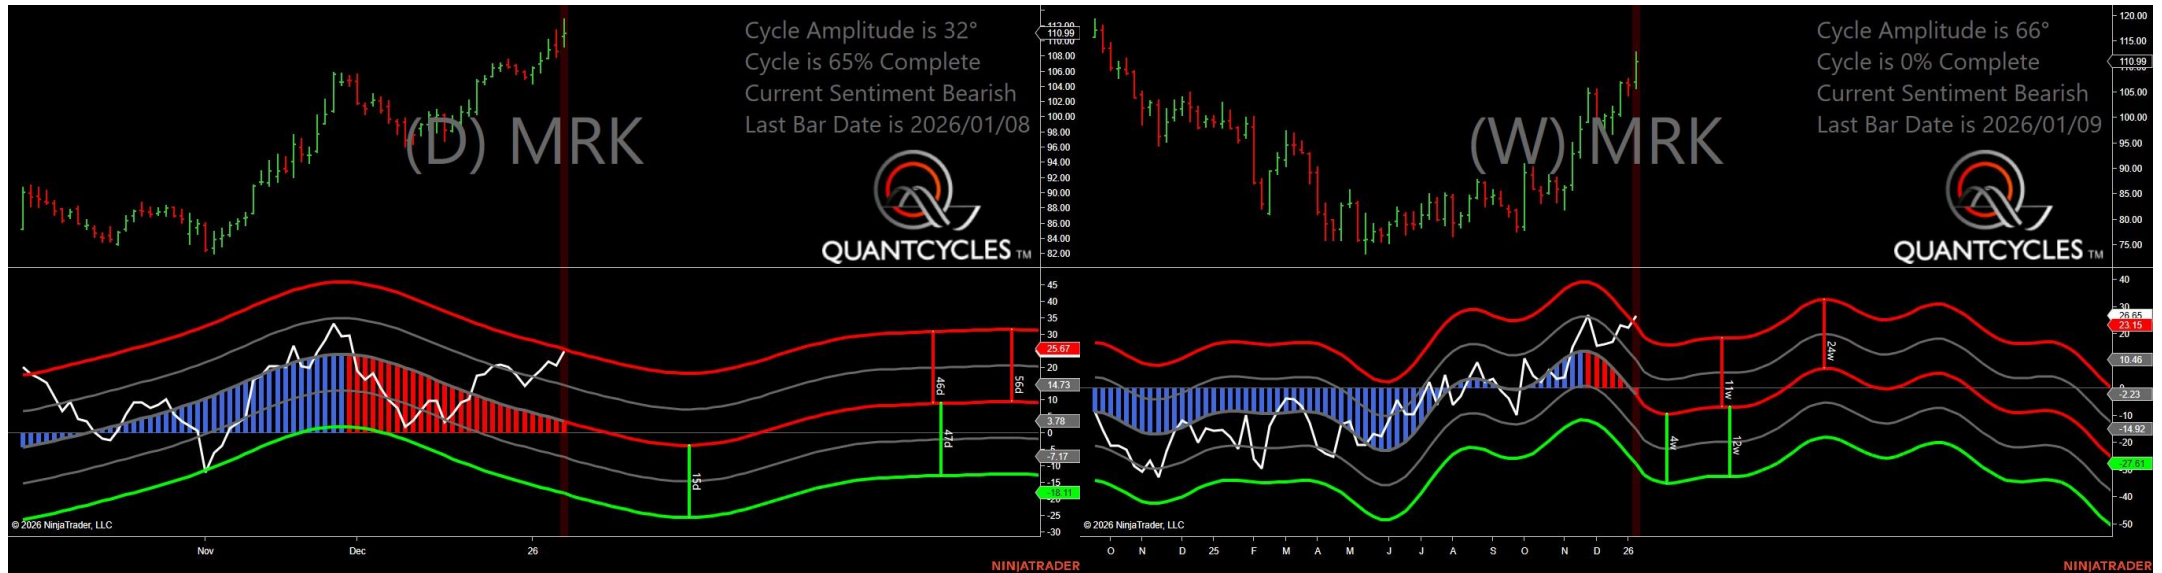 Cycle Amplitude is 32°
Cycle is 65% Complete
Current Sentiment Bearish
Last Bar Date is 2026/01/08
(D) MRK
QUANTCYCLES TM
110.99
108.00
106.00
104.00
102.00
100.00
98.00
96.00
94.00
92.00
90.00
88.00
86.00
84.00
82.00
45
40
35
30
25.67
20
14.73
10
3.78
0
-7.17
-10
-15
-18.11
-25
-30
15d
46d
47d
56d
© 2026 NinjaTrader, LLC
Nov
Dec
26
NINJATRADER
Cycle Amplitude is 66°
Cycle is 0% Complete
Current Sentiment Bearish
Last Bar Date is 2026/01/09
(W) MRK
QUANTCYCLES TM
120.00
115.00
110.99
105.00
100.00
95.00
90.00
85.00
80.00
75.00
40
30
26.65
23.15
10.46
0
-2.23
-10
-14.92
-20
-27.61
-40
-50
4w
11w
12w
24w
© 2026 NinjaTrader, LLC
O
N
D
25
F
M
A
M
J
J
A
S
O
N
D
26
NINJATRADER